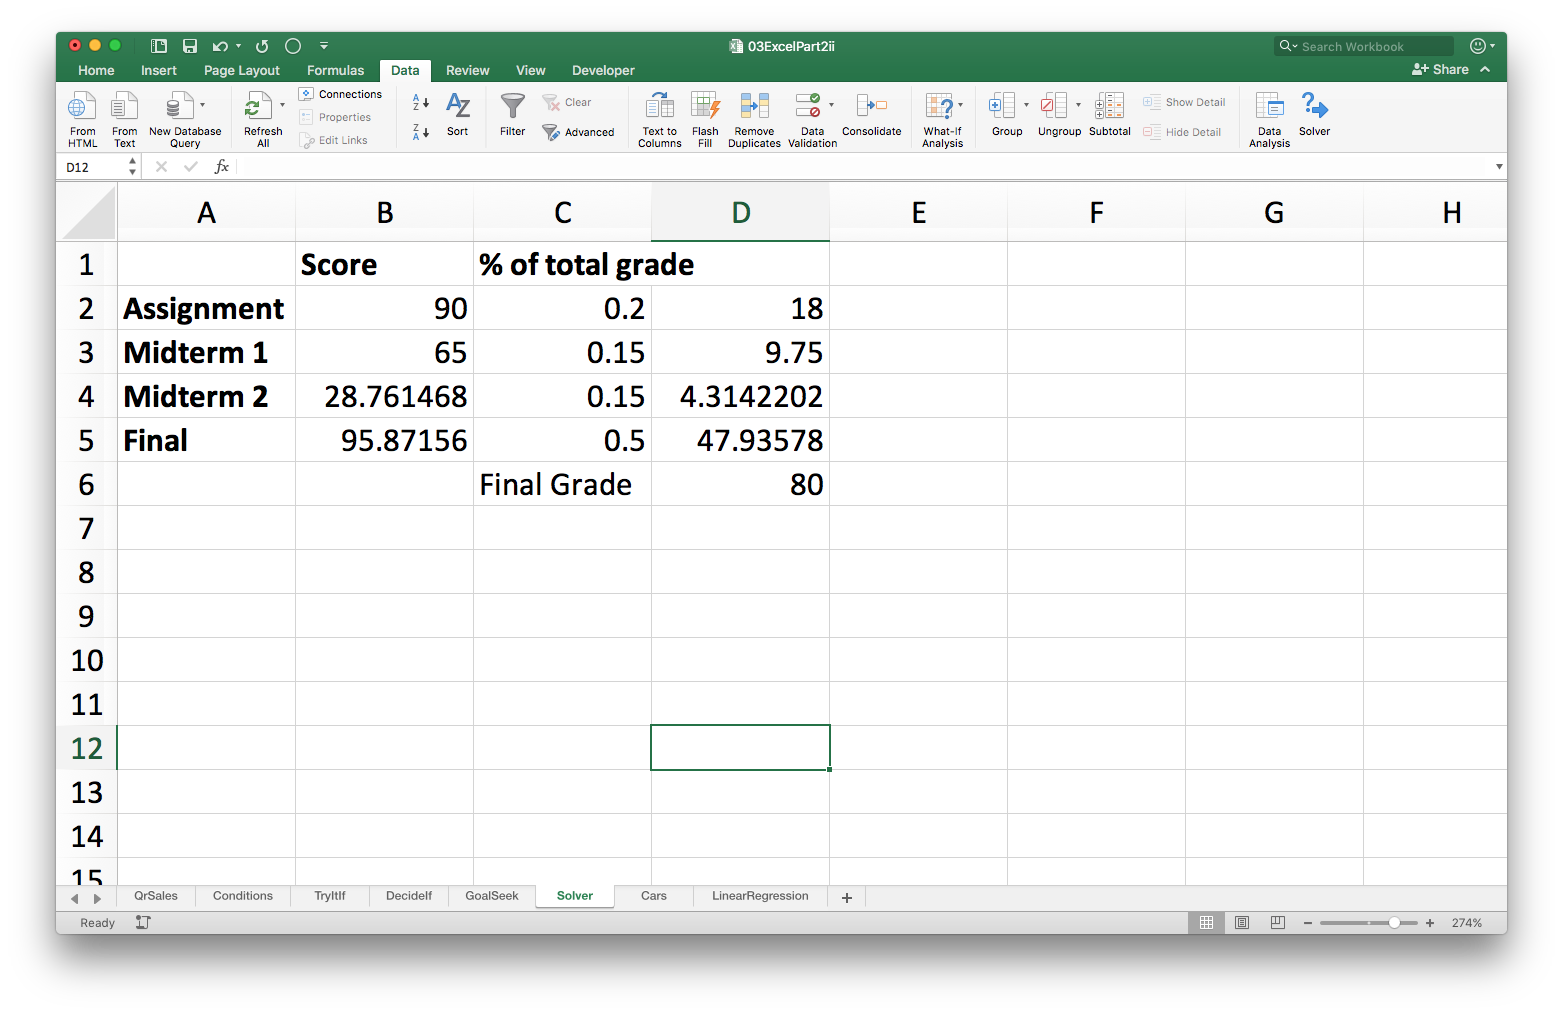 03ExcelPart2ii
Search Workbook
Home Insert Page Layout Formulas Data Review View Developer
Share
From HTML
From Text
New Database Query
Refresh All
Connections
Properties
Edit Links
A Z
Z A
AZ
Sort
Filter
Clear
Advanced
Text to Columns
Flash Fill
Remove Duplicates
Data Validation
Consolidate
What-If Analysis
Group
Ungroup
Subtotal
Show Detail
Hide Detail
Data Analysis
Solver
D12 fx
A B C D E F G H
1 Score % of total grade
2 Assignment 90 0.2 18
3 Midterm 1 65 0.15 9.75
4 Midterm 2 28.761468 0.15 4.3142202
5 Final 95.87156 0.5 47.93578
6 Final Grade 80
7
8
9
10
11
12
13
14
15
QrSales Conditions TryItIf DecideIf GoalSeek Solver Cars LinearRegression +
Ready 274%